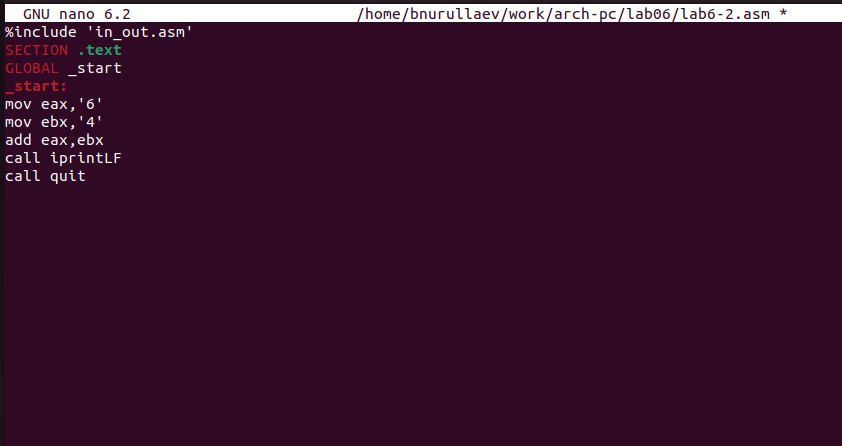 GNU nano 6.2 /home/bnurullaev/work/arch-pc/lab06/lab6-2.asm *
%include 'in_out.asm'
SECTION .text
GLOBAL _start
_start:
mov eax,'6'
mov ebx,'4'
add eax,ebx
call iprintLF
call quit